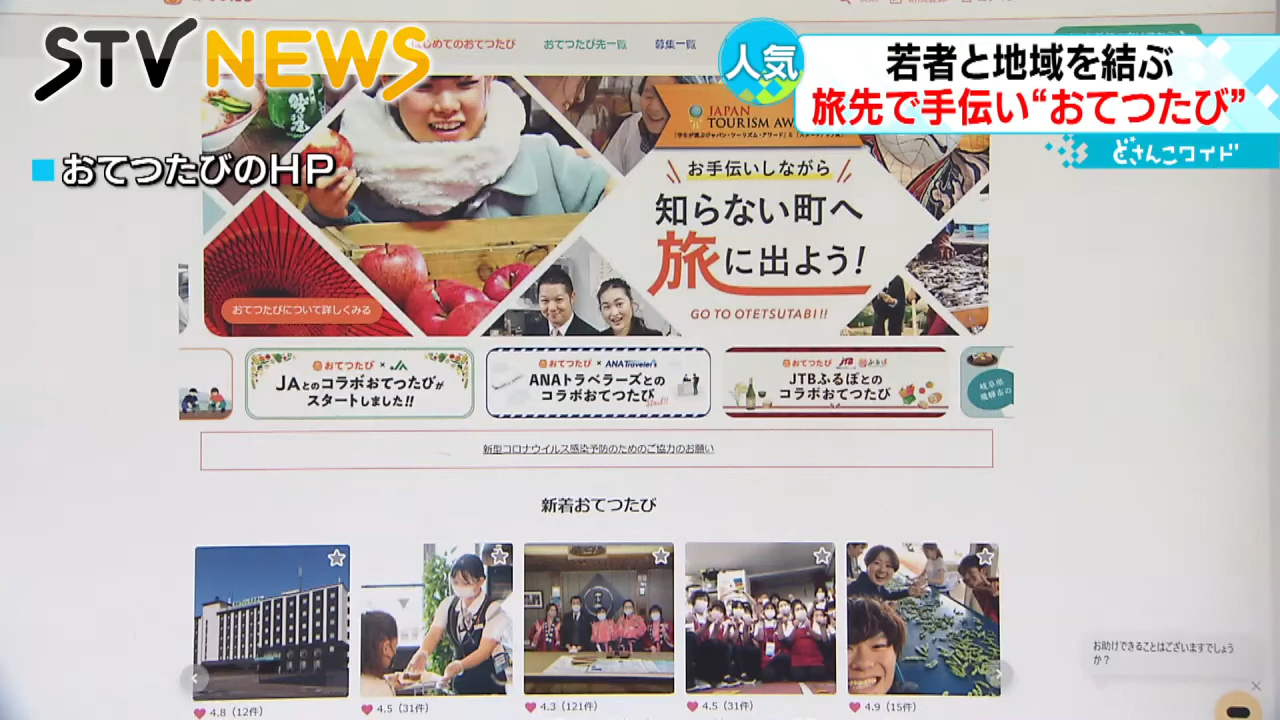 STV NEWS
はじめてのおてつたび
おてつたび先一覧
募集一覧
人気
若者と地域を結ぶ
旅先で手伝い“おてつたび”
どさんこワイド
おてつたびのHP
JAPAN
TOURISM AW
お手伝いしながら
知らない町へ
旅に出よう!
GO TO OTETSUTABI!!
おてつたびについて詳しくみる
おてつたび × JA
JAとのコラボおてつたびが
スタートしました!!
おてつたび × ANA Traveler's
ANAトラベラーズとの
コラボおてつたび
おてつたび JTB ふるぽ
JTBふるぽとの
コラボおてつたび
岐阜県
飛騨市の
新型コロナウイルス感染予防のためのご協力のお願い
新着おてつたび
4.8 (12件)
4.5 (31件)
4.3 (121件)
4.5 (31件)
4.9 (15件)
お助けできることはございますでしょう
か?